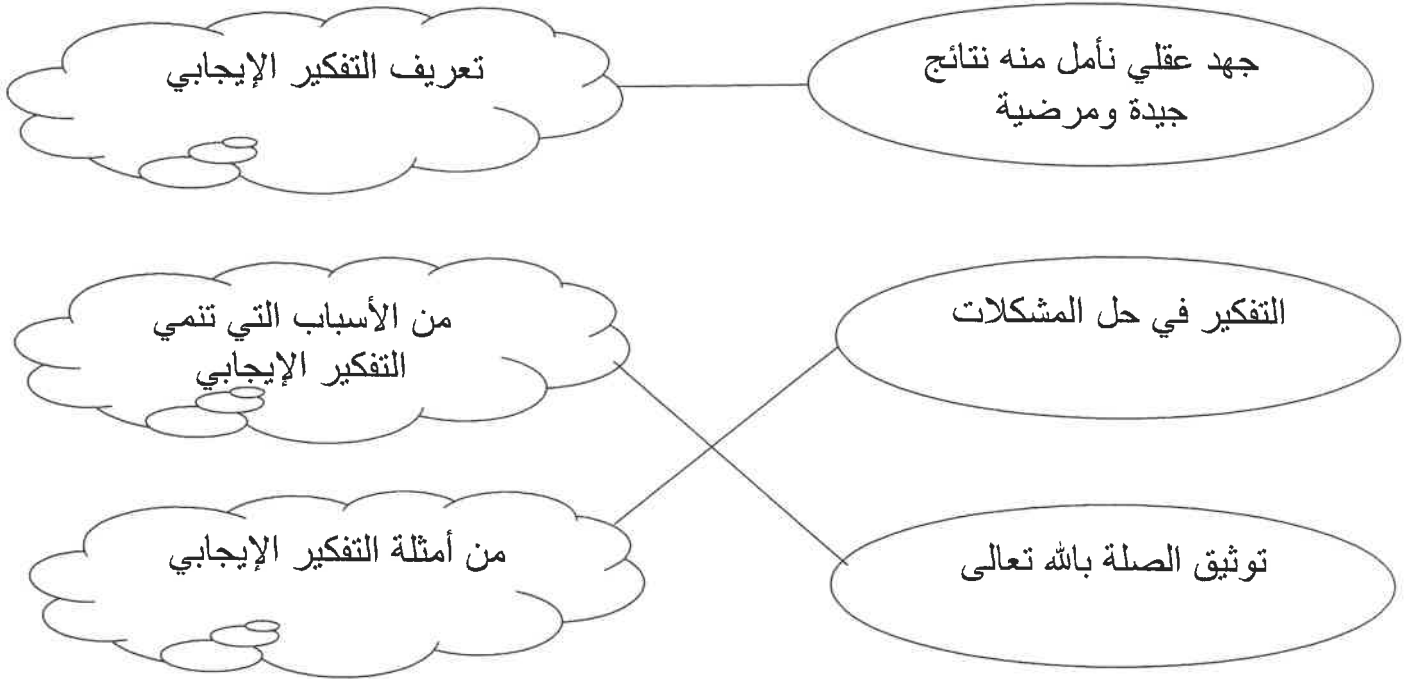 جهد عقلي نأمل منه نتائج
جيدة ومرضية
تعريف التفكير الإيجابي
التفكير في حل المشكلات
من الأسباب التي تنمي
التفكير الإيجابي
توثيق الصلة بالله تعالى
من أمثلة التفكير الإيجابي